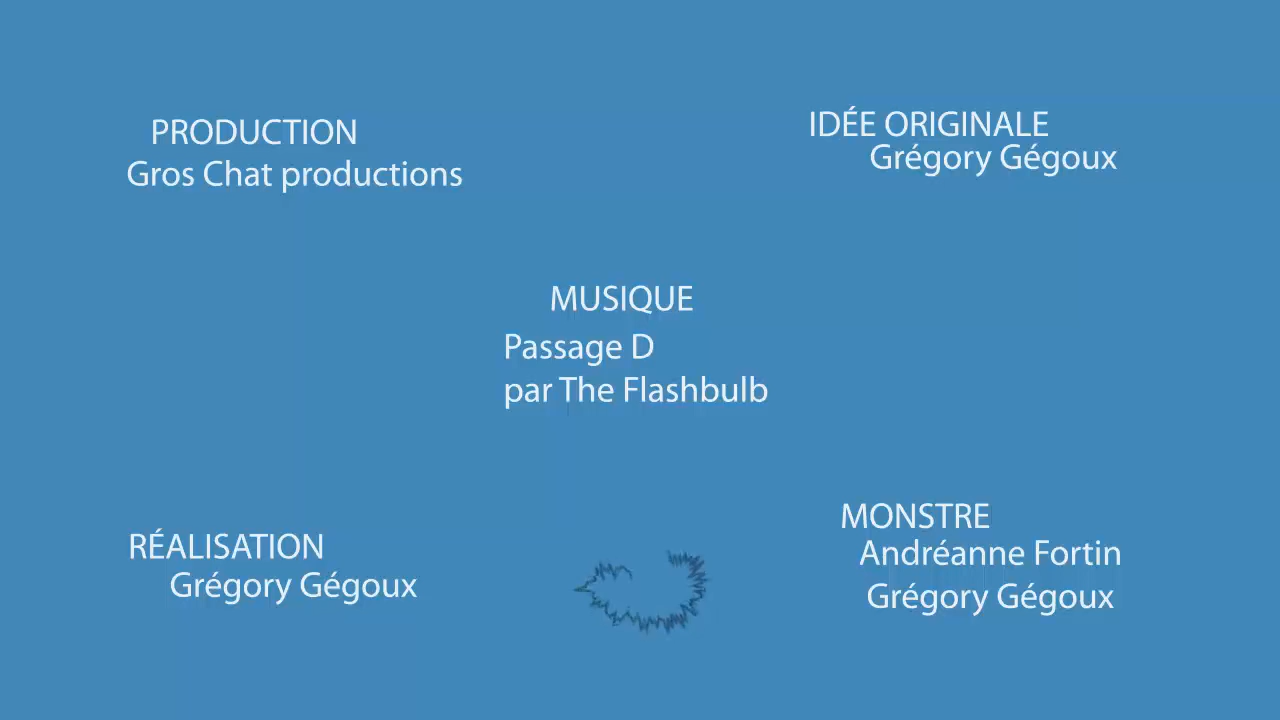 PRODUCTION
Gros Chat productions
IDÉE ORIGINALE
Grégory Gégoux
MUSIQUE
Passage D
par The Flashbulb
RÉALISATION
Grégory Gégoux
MONSTRE
Andréanne Fortin
Grégory Gégoux